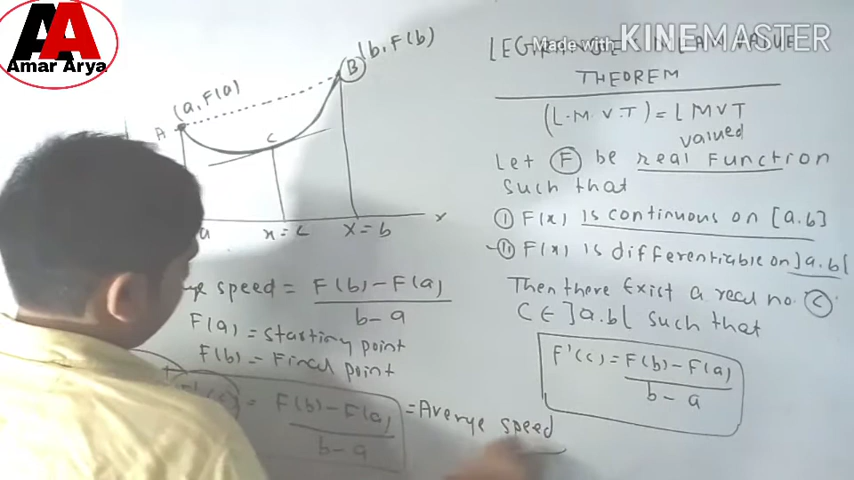 AA
Amar Arya
Made with KINEMASTER
THEOREM
(L.M.V.T) = LMVT
valued
Let F be real Function
such that
(i) F(x) is continuous on [a.b]
(ii) F(x) is differentiable on ]a.b[
Then there Exist a real no. C
C ∈ ]a.b[ such that
F'(c) = F(b) - F(a)
b - a
(a, F(a))
(b, F(b))
A
B
C
a
x = c
X = b
x
speed = F(b) - F(a)
b - a
F(a) = Starting point
F(b) = Final point
= F(b) - F(a) = Averge speed
b - a